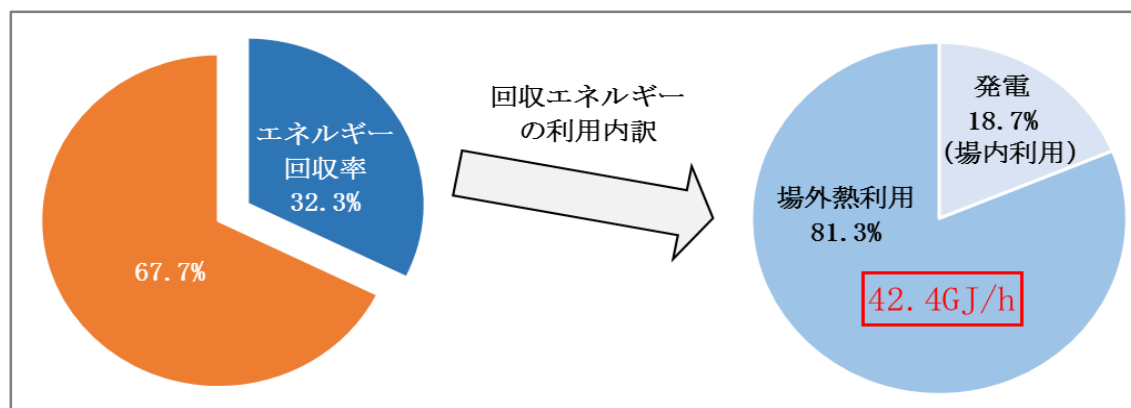 エネルギー
回収率
32.3%
67.7%
回収エネルギー
の利用内訳
発電
18.7%
(場内利用)
場外熱利用
81.3%
42.4GJ/h